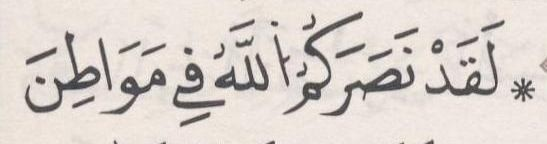 * لَقَدْ نَصَرَكُمُ ٱللَّهُ فِي مَوَاطِنَ